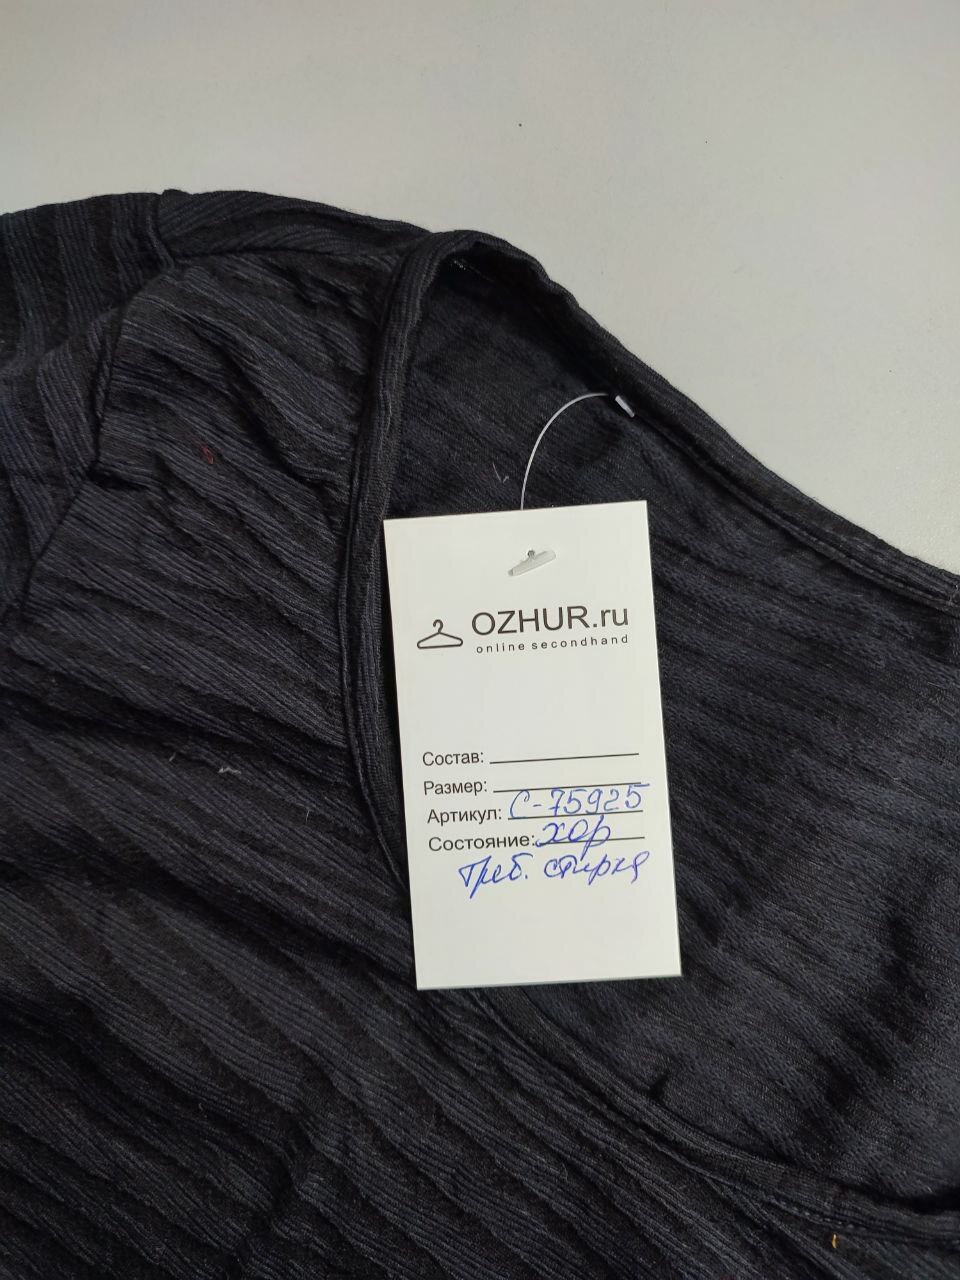 OZHUR.ru
online secondhand
Состав:
Размер:
Артикул: С-75925
Состояние: хор
Треб. стирка